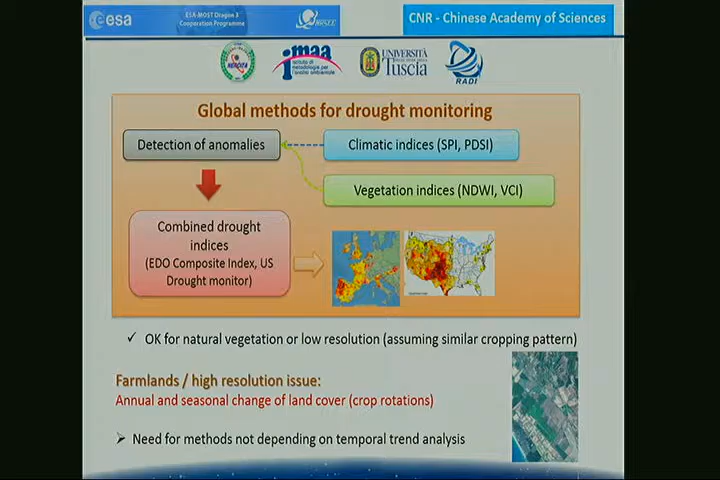 esa
ESA-MOST Dragon 3
Cooperation Programme
CNR - Chinese Academy of Sciences
imaa
UNIVERSITÀ
Tuscia
RADI
Global methods for drought monitoring
Detection of anomalies
Climatic indices (SPI, PDSI)
Vegetation indices (NDWI, VCI)
Combined drought
indices
(EDO Composite Index, US
Drought monitor)
✓ OK for natural vegetation or low resolution (assuming similar cropping pattern)
Farmlands / high resolution issue:
Annual and seasonal change of land cover (crop rotations)
➢ Need for methods not depending on temporal trend analysis